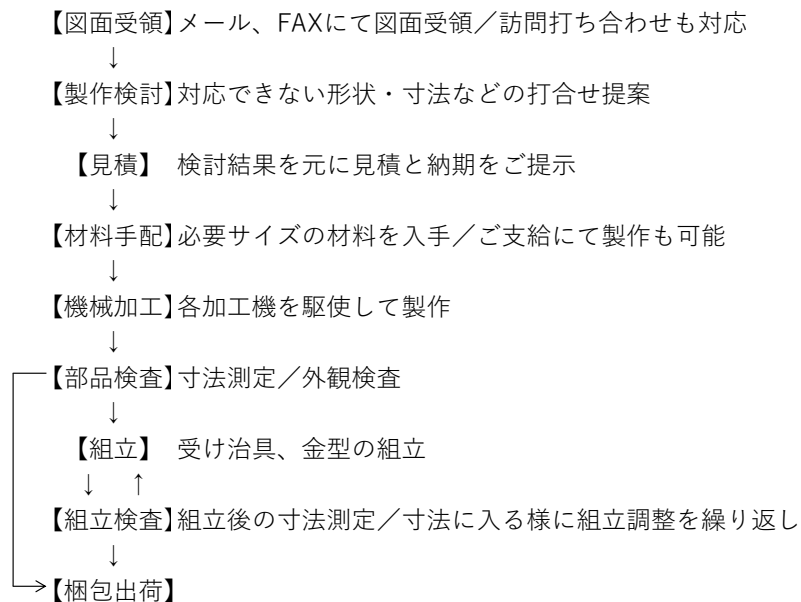 【図面受領】メール、FAXにて図面受領／訪問打ち合わせも対応
↓
【製作検討】対応できない形状・寸法などの打合せ提案
↓
【見積】 検討結果を元に見積と納期をご提示
↓
【材料手配】必要サイズの材料を入手／ご支給にて製作も可能
↓
【機械加工】各加工機を駆使して製作
↓
【部品検査】寸法測定／外観検査
↓
【組立】 受け治具、金型の組立
↓ ↑
【組立検査】組立後の寸法測定／寸法に入る様に組立調整を繰り返し
↓
【梱包出荷】